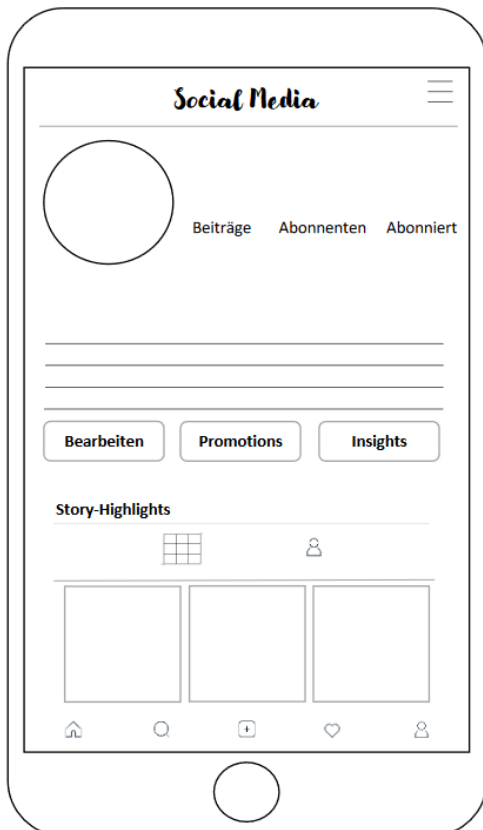 Social Media
Beiträge Abonnenten Abonniert
Bearbeiten Promotions Insights
Story-Highlights